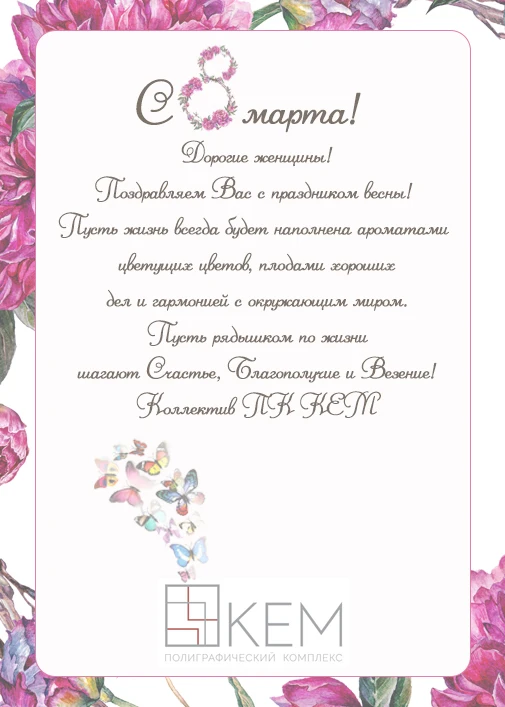 С 8 марта!
Дорогие женщины!
Поздравляем Вас с праздником весны!
Пусть жизнь всегда будет наполнена ароматами
цветущих цветов, плодами хороших
дел и гармонией с окружающим миром.
Пусть рядышком по жизни
шагают Счастье, Благополучие и Везение!
Коллектив ПК КЕМ
КЕМ
ПОЛИГРАФИЧЕСКИЙ КОМПЛЕКС